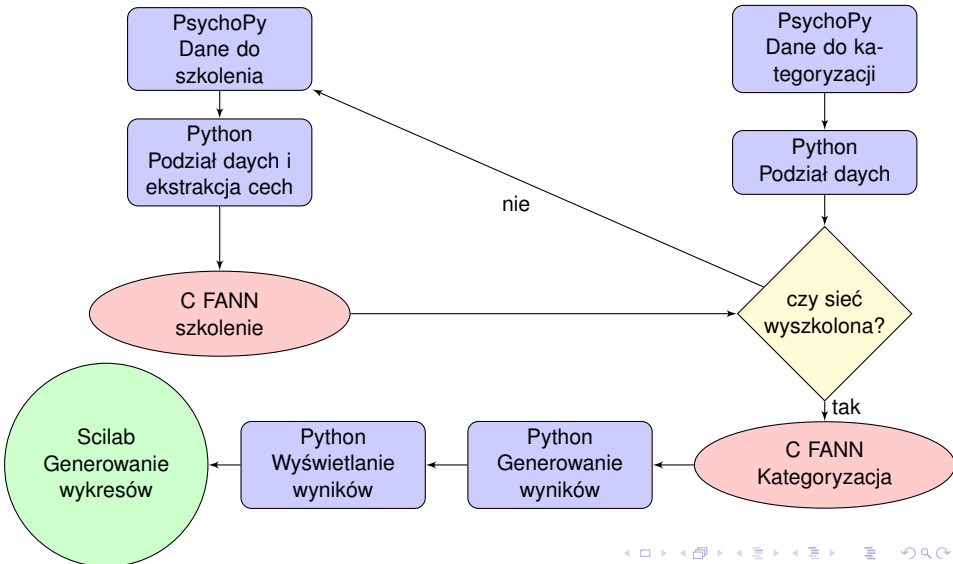 PsychoPy
Dane do
szkolenia
PsychoPy
Dane do ka-
tegoryzacji
Python
Podział daych i
ekstrakcja cech
Python
Podział daych
nie
C FANN
szkolenie
czy sieć
wyszkolona?
tak
Scilab
Generowanie
wykresów
Python
Wyświetlanie
wyników
Python
Generowanie
wyników
C FANN
Kategoryzacja